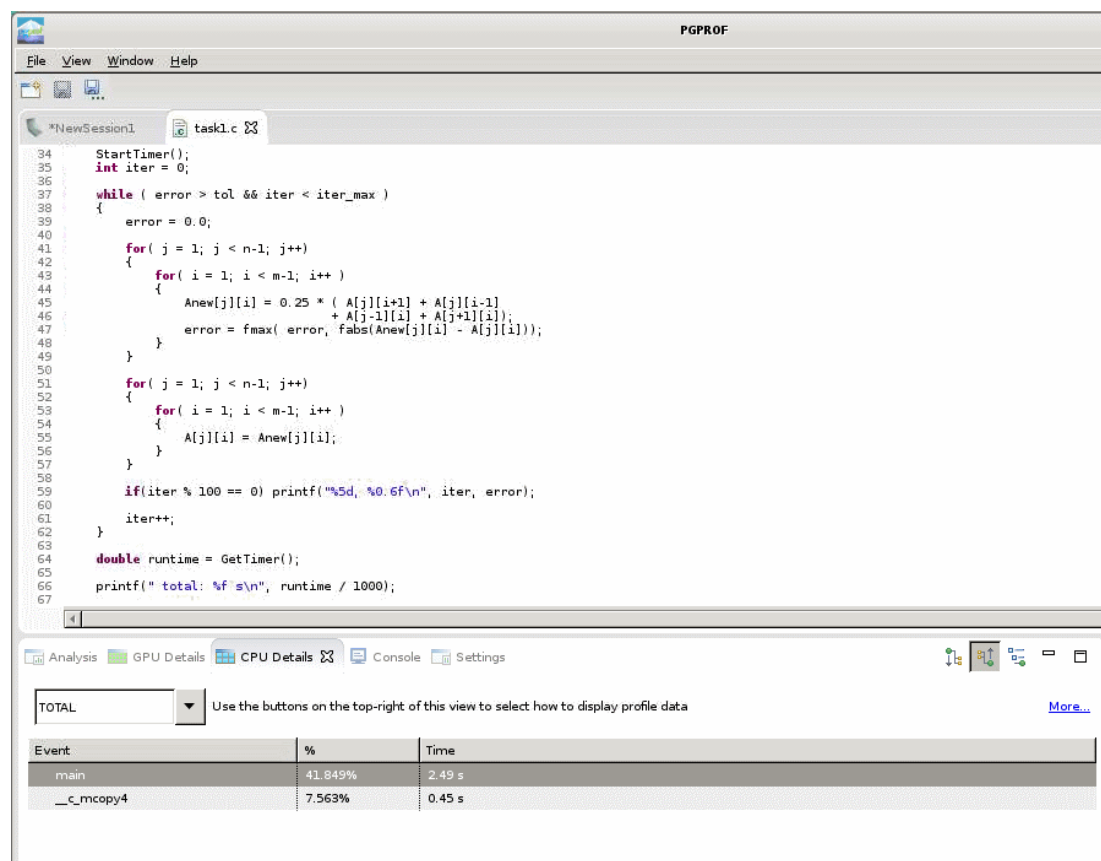 PGPROF
File View Window Help
*NewSession1 task1.c
34 StartTimer();
35 int iter = 0;
36
37 while ( error > tol && iter < iter_max )
38 {
39 error = 0.0;
40
41 for( j = 1; j < n-1; j++)
42 {
43 for( i = 1; i < m-1; i++ )
44 {
45 Anew[j][i] = 0.25 * ( A[j][i+1] + A[j][i-1]
46 + A[j-1][i] + A[j+1][i]);
47 error = fmax( error, fabs(Anew[j][i] - A[j][i]));
48 }
49 }
50
51 for( j = 1; j < n-1; j++)
52 {
53 for( i = 1; i < m-1; i++ )
54 {
55 A[j][i] = Anew[j][i];
56 }
57 }
58
59 if(iter % 100 == 0) printf("%5d, %0.6f\n", iter, error);
60
61 iter++;
62 }
63
64 double runtime = GetTimer();
65
66 printf(" total: %f s\n", runtime / 1000);
67
Analysis GPU Details CPU Details Console Settings
TOTAL Use the buttons on the top-right of this view to select how to display profile data More...
Event % Time
main 41.849% 2.49 s
__c_mcopy4 7.563% 0.45 s